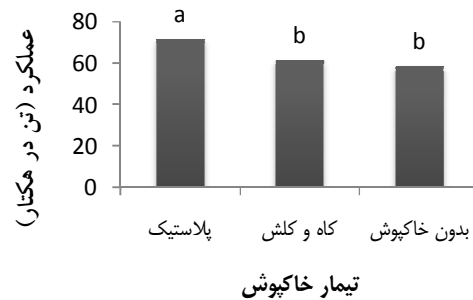 عملکرد (تن در هکتار)
80
60
40
20
0
a
b
b
پلاستیک
کاه و کلش
بدون خاکپوش
تیمار خاکپوش